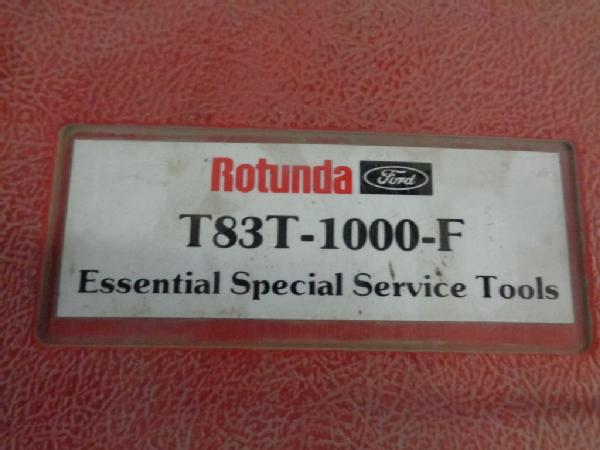 Rotunda Ford
T83T-1000-F
Essential Special Service Tools